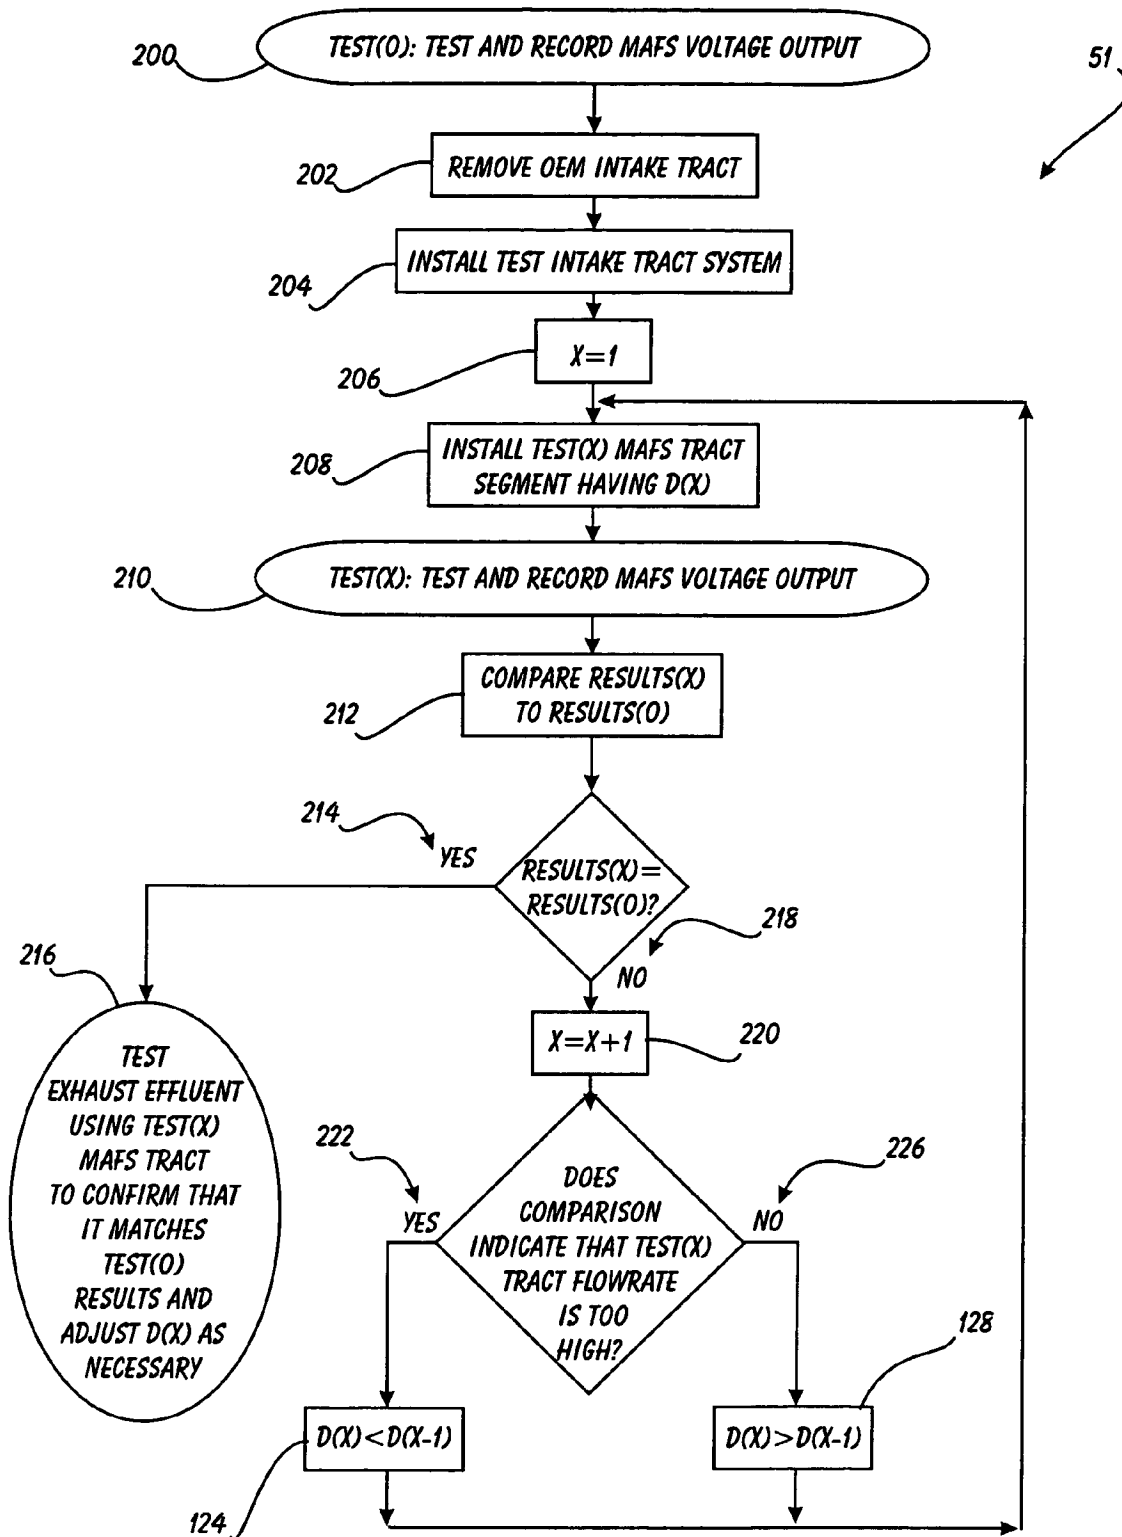 TEST(O): TEST AND RECORD MAFS VOLTAGE OUTPUT
200
51
REMOVE OEM INTAKE TRACT
202
INSTALL TEST INTAKE TRACT SYSTEM
204
X=1
206
INSTALL TEST(X) MAFS TRACT
SEGMENT HAVING D(X)
208
TEST(X): TEST AND RECORD MAFS VOLTAGE OUTPUT
210
COMPARE RESULTS(X)
TO RESULTS(O)
212
214
YES
RESULTS(X)=
RESULTS(O)?
218
NO
216
TEST
EXHAUST EFFLUENT
USING TEST(X)
MAFS TRACT
TO CONFIRM THAT
IT MATCHES
TEST(O)
RESULTS AND
ADJUST D(X) AS
NECESSARY
X=X+1
220
222
YES
DOES
COMPARISON
INDICATE THAT TEST(X)
TRACT FLOWRATE
IS TOO
HIGH?
226
NO
128
D(X)<D(X-1)
D(X)>D(X-1)
124